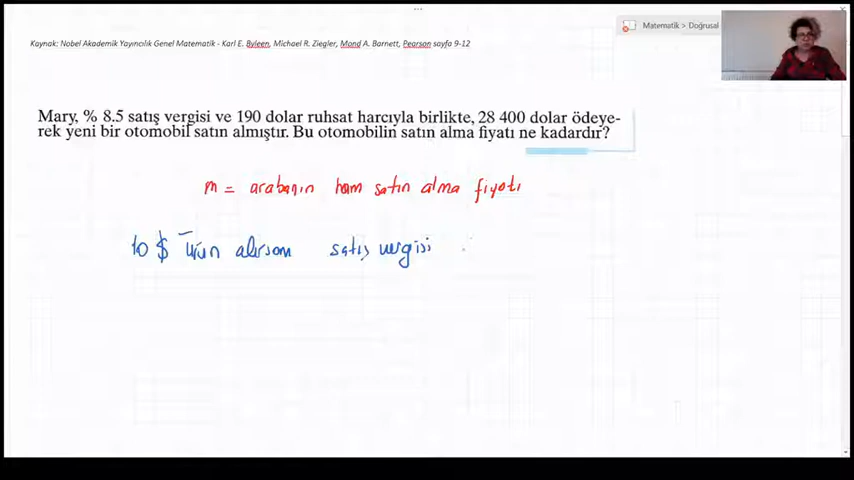 Matematik > Doğrusal
Kaynak: Nobel Akademik Yayıncılık Genel Matematik - Karl E. Byleen, Michael R. Ziegler, Mond A. Barnett, Pearson sayfa 9-12
Mary, % 8.5 satış vergisi ve 190 dolar ruhsat harcıyla birlikte, 28 400 dolar ödeye-
rek yeni bir otomobil satın almıştır. Bu otomobilin satın alma fiyatı ne kadardır?
m = arabanın ham satın alma fiyatı
10 $ ürün alırsam satış vergisi